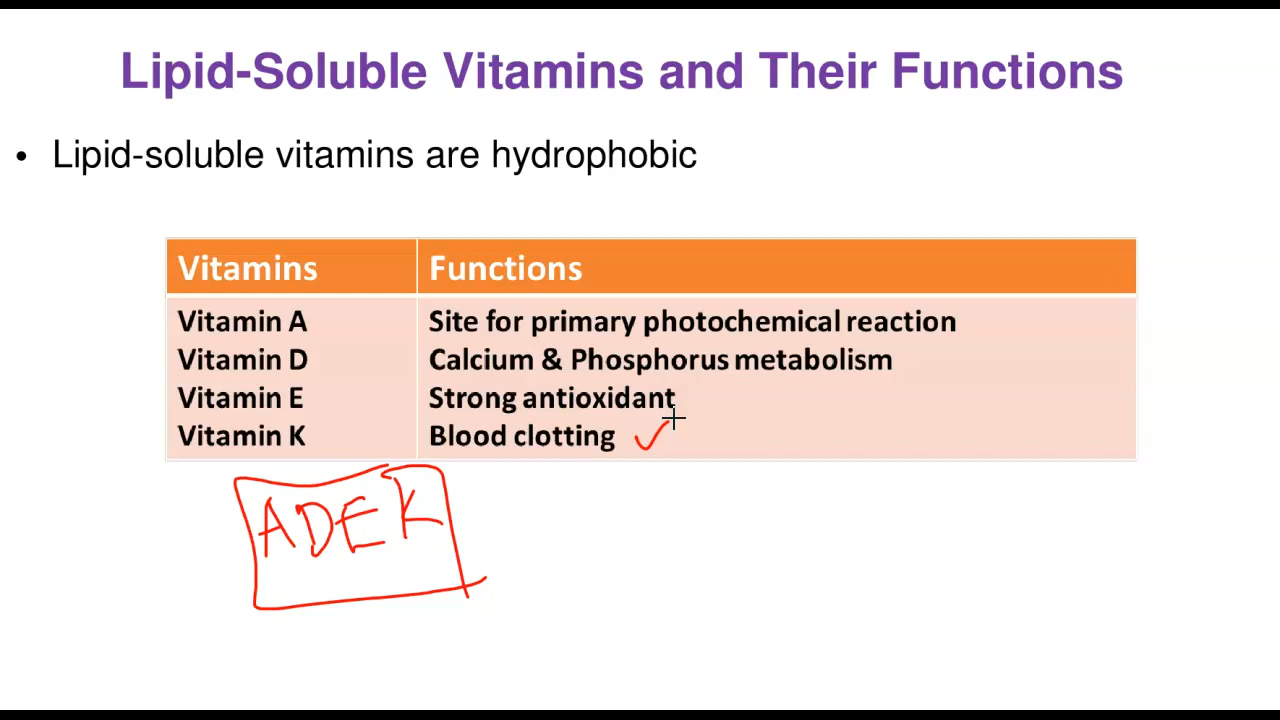 Lipid-Soluble Vitamins and Their Functions
• Lipid-soluble vitamins are hydrophobic
Vitamins Functions
Vitamin A Site for primary photochemical reaction
Vitamin D Calcium & Phosphorus metabolism
Vitamin E Strong antioxidant
Vitamin K Blood clotting ✓
ADEK